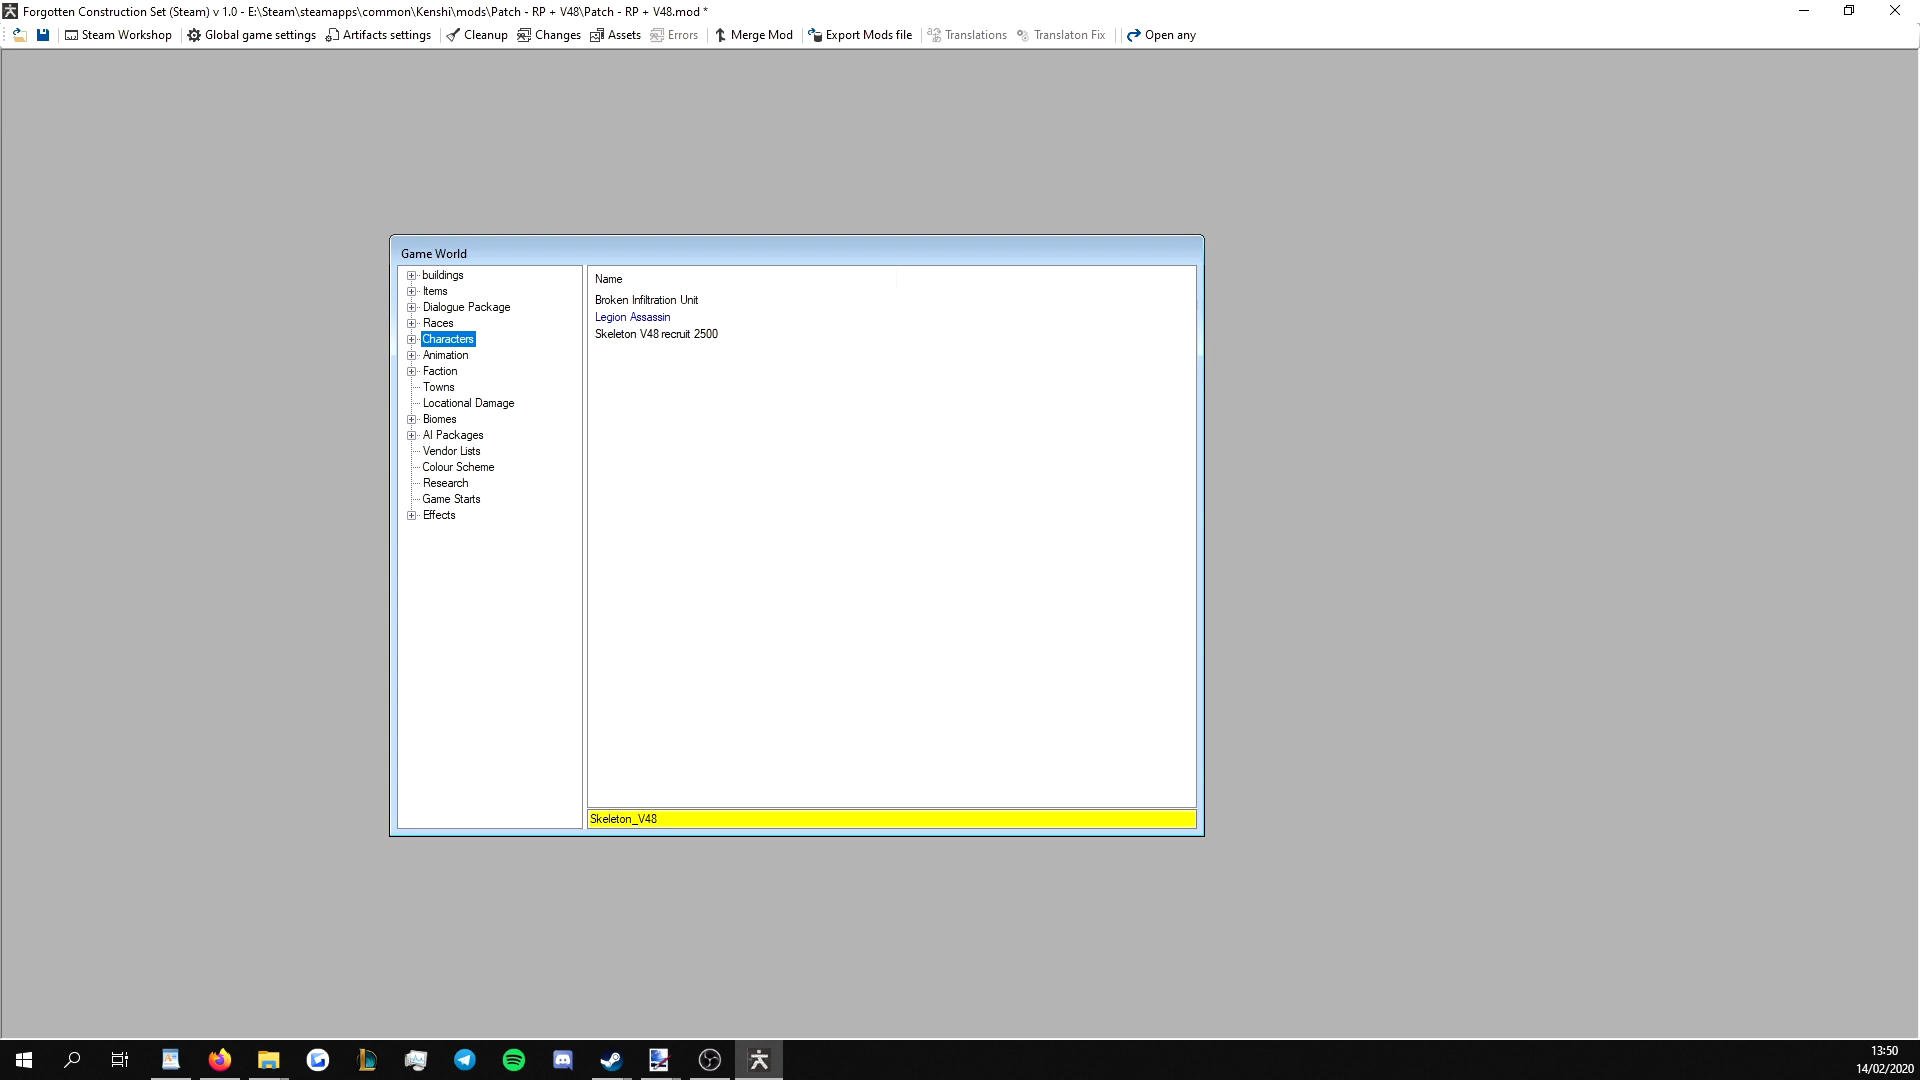 Forgotten Construction Set (Steam) v 1.0 - E:\Steam\steamapps\common\Kenshi\mods\Patch - RP + V48\Patch - RP + V48.mod *
Steam Workshop Global game settings Artifacts settings Cleanup Changes Assets Errors Merge Mod Export Mods file Translations Translaton Fix Open any
Game World
buildings
Items
Dialogue Package
Races
Characters
Animation
Faction
Towns
Locational Damage
Biomes
AI Packages
Vendor Lists
Colour Scheme
Research
Game Starts
Effects
Name
Broken Infiltration Unit
Legion Assassin
Skeleton V48 recruit 2500
Skeleton_V48
13:50
14/02/2020